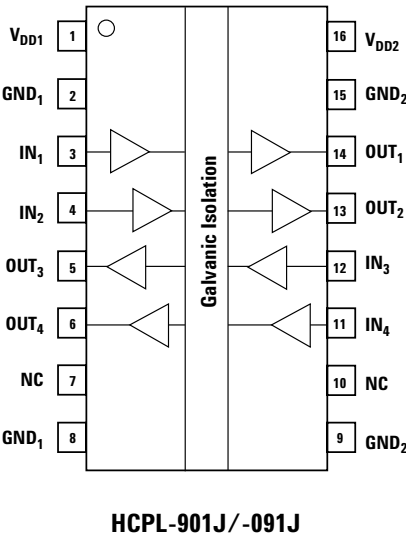 VDD1 1 16 VDD2
GND1 2 15 GND2
IN1 3 14 OUT1
IN2 4 13 OUT2
OUT3 5 12 IN3
OUT4 6 11 IN4
NC 7 10 NC
GND1 8 9 GND2
Galvanic Isolation
HCPL-901J/-091J